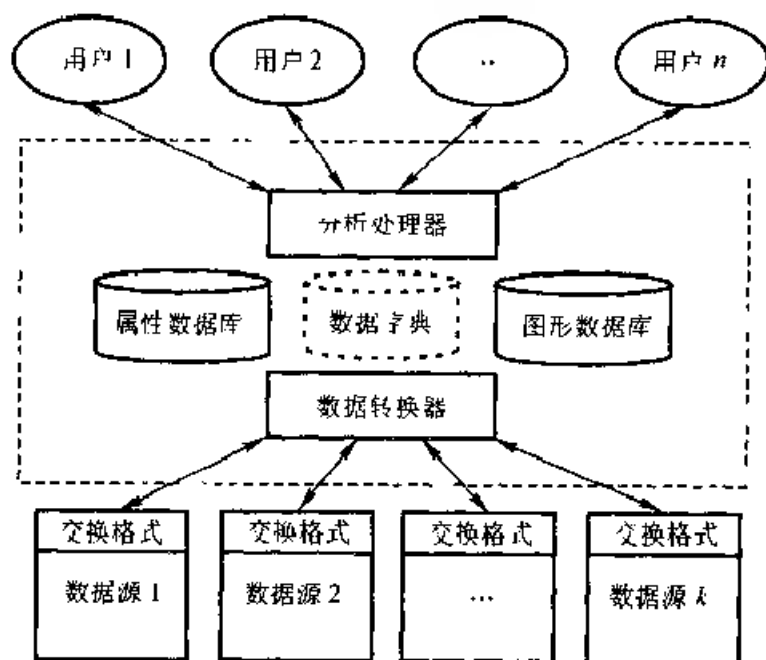 用户1
用户2
..
用户n
分析处理器
属性数据库
数据字典
图形数据库
数据转换器
交换格式
交换格式
交换格式
交换格式
数据源1
数据源2
...
数据源k